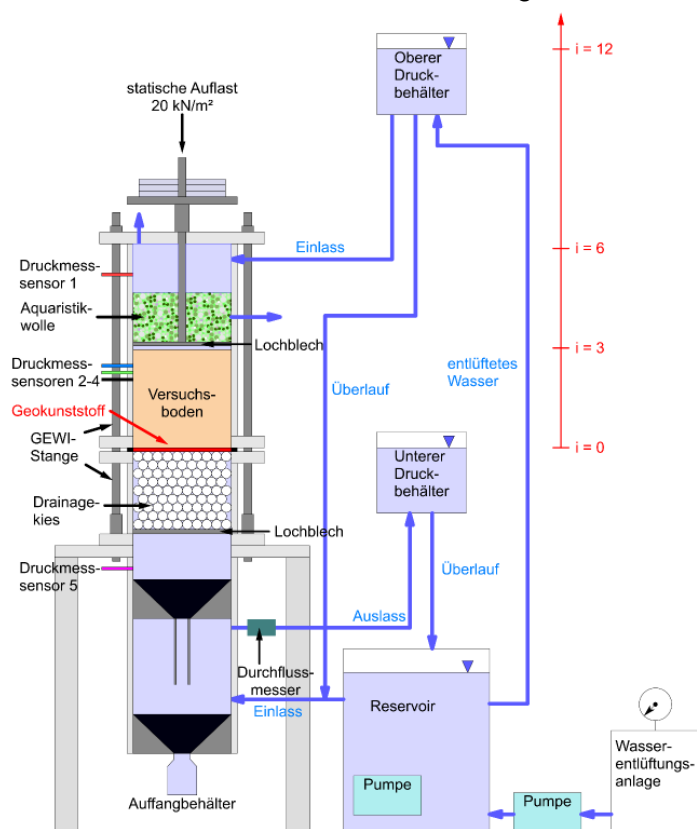 Oberer
Druck-
behälter
i = 12
statische Auflast
20 kN/m²
Einlass
i = 6
Druckmess-
sensor 1
Aquaristik-
wolle
Lochblech
i = 3
Druckmess-
sensoren 2-4
Überlauf
entlüftetes
Wasser
Versuchs-
boden
Geokunststoff
GEWI-
Stange
i = 0
Unterer
Druck-
behälter
Drainage-
kies
Lochblech
Druckmess-
sensor 5
Überlauf
Auslass
Durchfluss-
messer
Einlass
Reservoir
Wasser-
entlüftungs-
anlage
Pumpe
Pumpe
Auffangbehälter